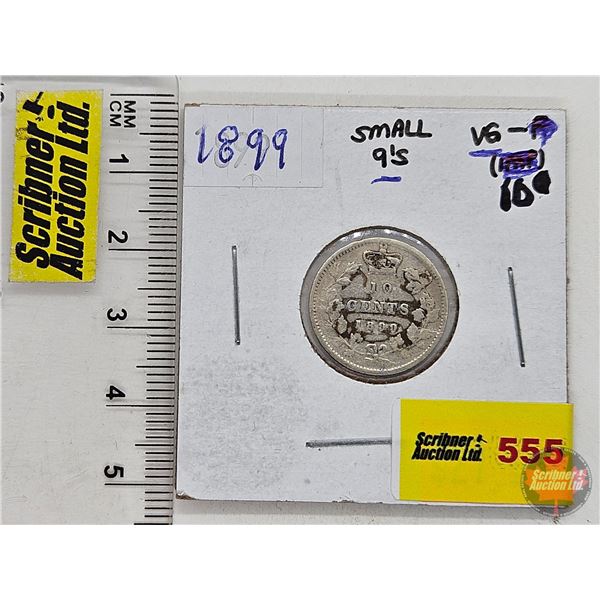 Scribner
Auction Ltd.
MM
CM
1
2
3
4
5
1899
SMALL
9's
VG -
10
10
CENTS
1899
Scribner
Auction Ltd.
555
Scribner
Auction Ltd.